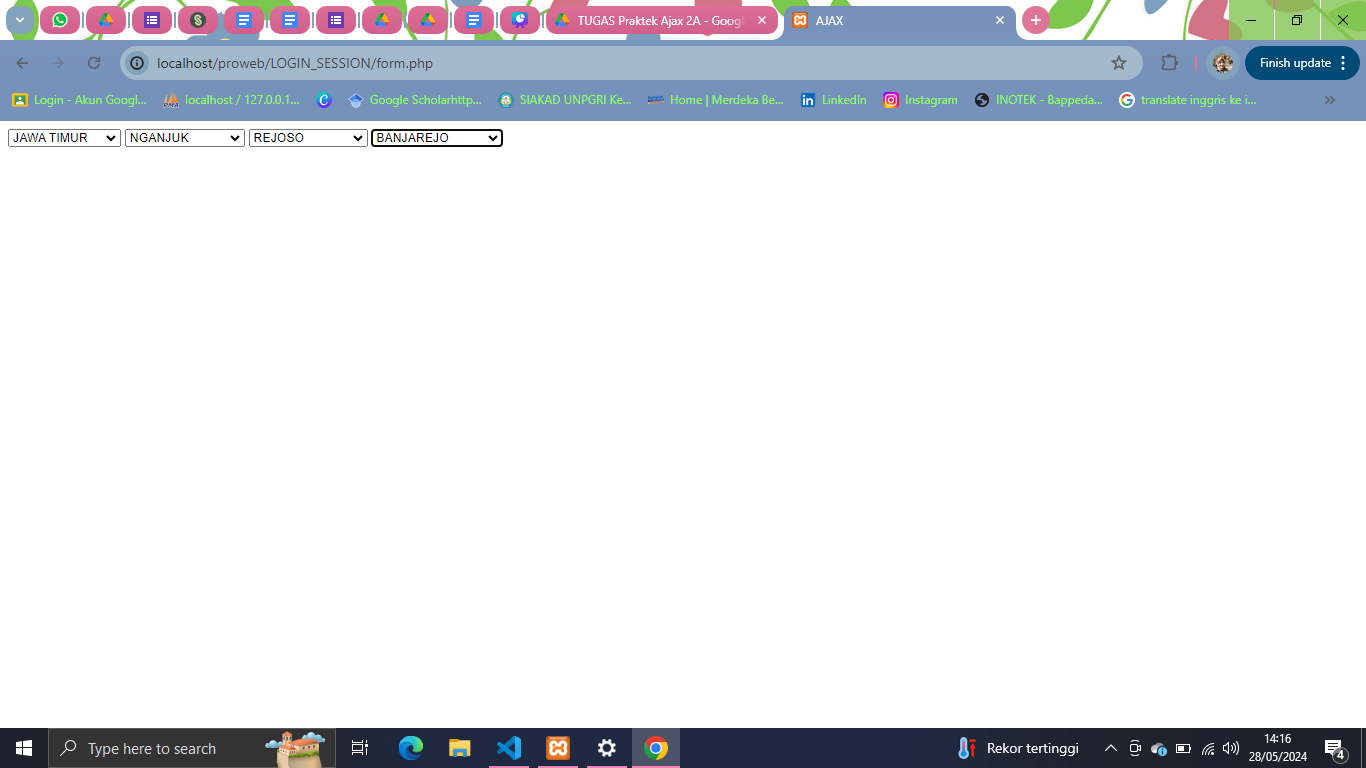 TUGAS Praktek Ajax 2A - Googl
AJAX
localhost/proweb/LOGIN_SESSION/form.php
Finish update
Login - Akun Googl...
localhost / 127.0.0.1...
Google Scholarhttp...
SIAKAD UNPGRI Ke...
Home | Merdeka Be...
LinkedIn
Instagram
INOTEK - Bappeda...
translate inggris ke i...
JAWA TIMUR
NGANJUK
REJOSO
BANJAREJO
Type here to search
Rekor tertinggi
14:16
28/05/2024
4